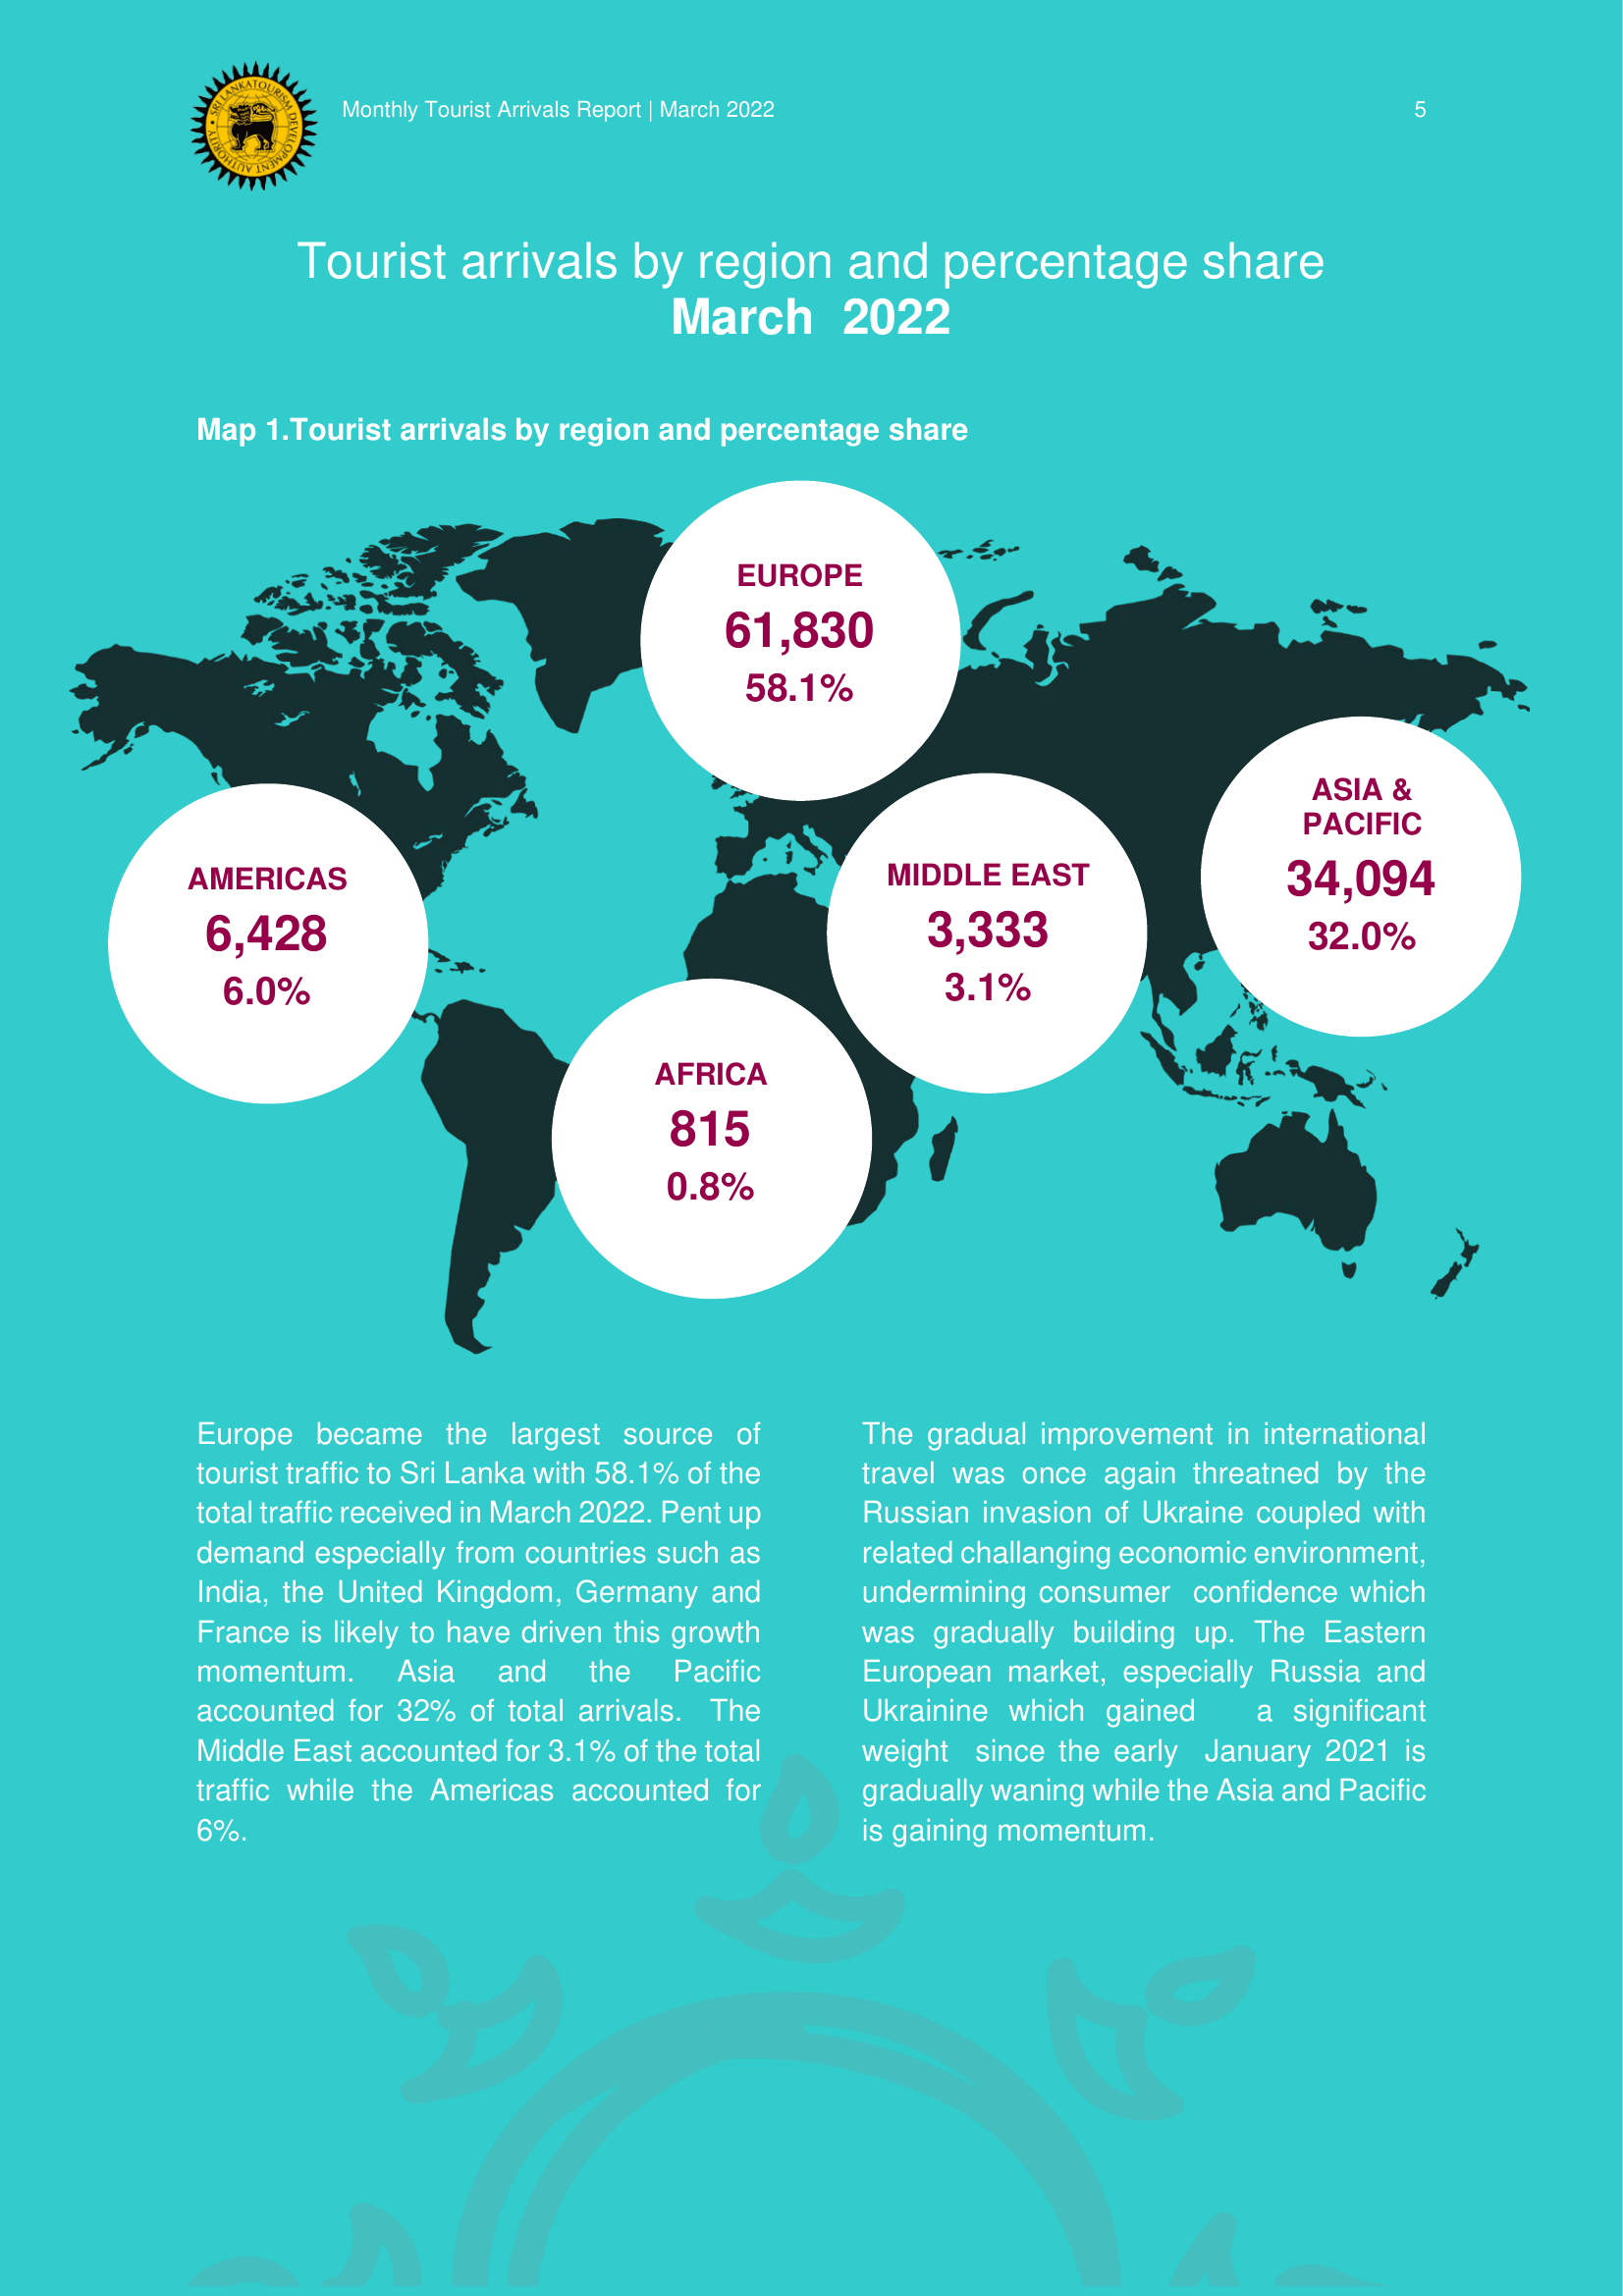 SRI LANKA TOURISM DEVELOPMENT AUTHORITY
Monthly Tourist Arrivals Report | March 2022
5
Tourist arrivals by region and percentage share
March 2022
Map 1.Tourist arrivals by region and percentage share
EUROPE
61,830
58.1%
ASIA &
PACIFIC
34,094
32.0%
AMERICAS
6,428
6.0%
MIDDLE EAST
3,333
3.1%
AFRICA
815
0.8%
Europe became the largest source of
tourist traffic to Sri Lanka with 58.1% of the
total traffic received in March 2022. Pent up
demand especially from countries such as
India, the United Kingdom, Germany and
France is likely to have driven this growth
momentum. Asia and the Pacific
accounted for 32% of total arrivals. The
Middle East accounted for 3.1% of the total
traffic while the Americas accounted for
6%.
The gradual improvement in international
travel was once again threatned by the
Russian invasion of Ukraine coupled with
related challanging economic environment,
undermining consumer confidence which
was gradually building up. The Eastern
European market, especially Russia and
Ukrainine which gained a significant
weight since the early January 2021 is
gradually waning while the Asia and Pacific
is gaining momentum.